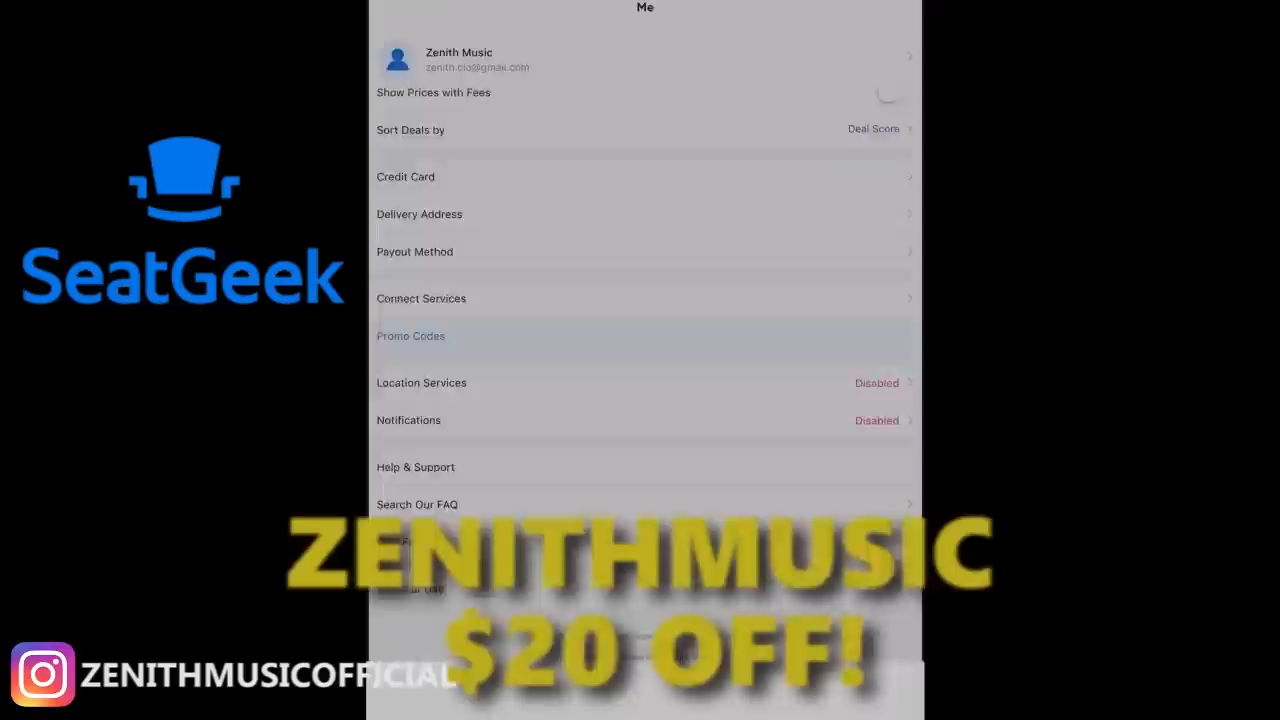 Me
Zenith Music
zenith.clo@gmail.com
Show Prices with Fees
Sort Deals by
Deal Score
Credit Card
Delivery Address
Payout Method
Connect Services
Promo Codes
Location Services
Disabled
Notifications
Disabled
Help & Support
Search Our FAQ
SeatGeek
ZENITHMUSIC
$20 OFF!
ZENITHMUSICOFFICIAL